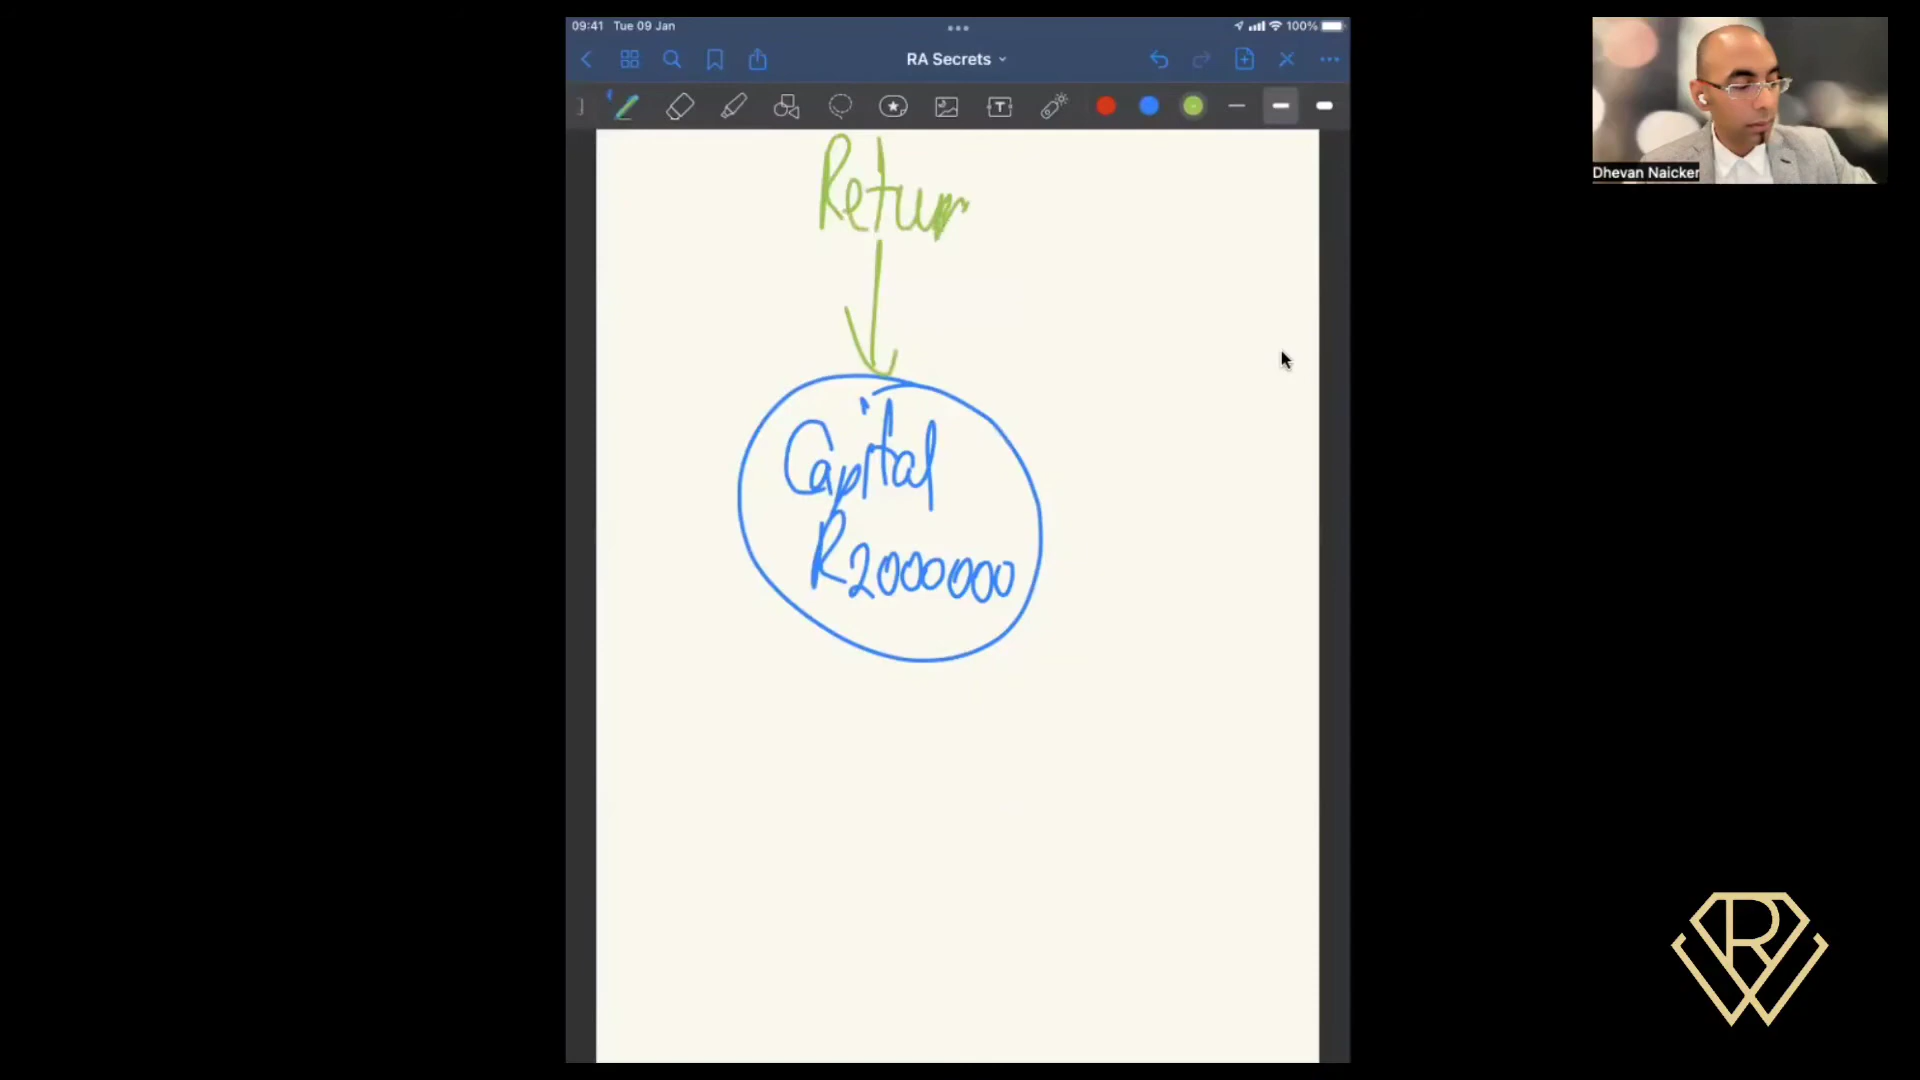 09:41 Tue 09 Jan
100%
RA Secrets
Dhevan Naicker
Return
Capital
R2000000